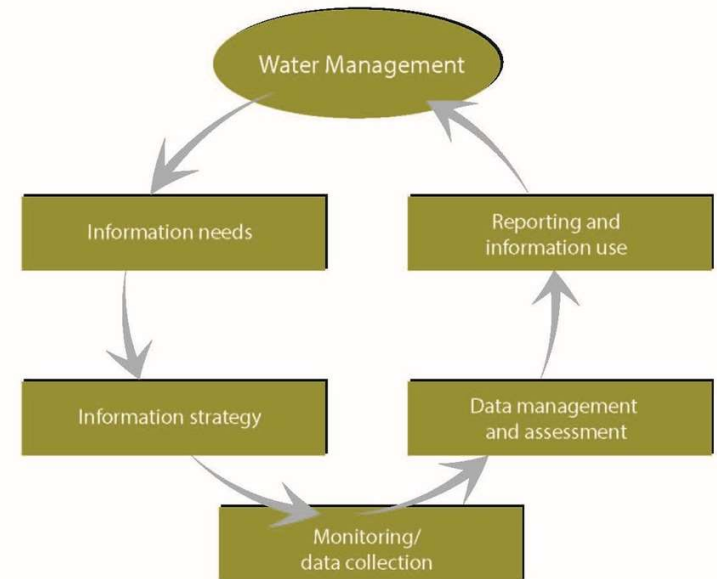 Water Management
Information needs
Reporting and
information use
Information strategy
Data management
and assessment
Monitoring/
data collection